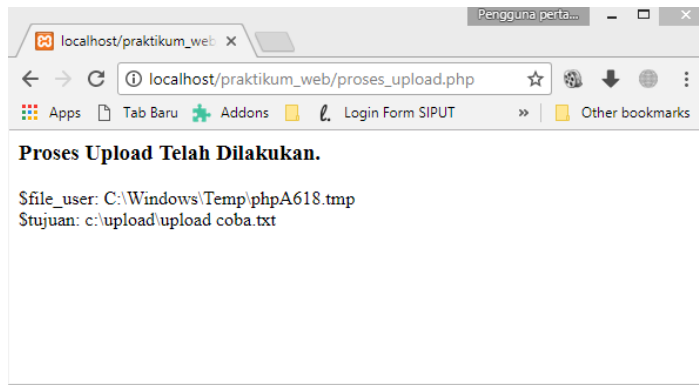 Pengguna perta...
localhost/praktikum_web
localhost/praktikum_web/proses_upload.php
Apps Tab Baru Addons Login Form SIPUT » Other bookmarks
Proses Upload Telah Dilakukan.
$file_user: C:\Windows\Temp\phpA618.tmp
$tujuan: c:\upload\upload coba.txt